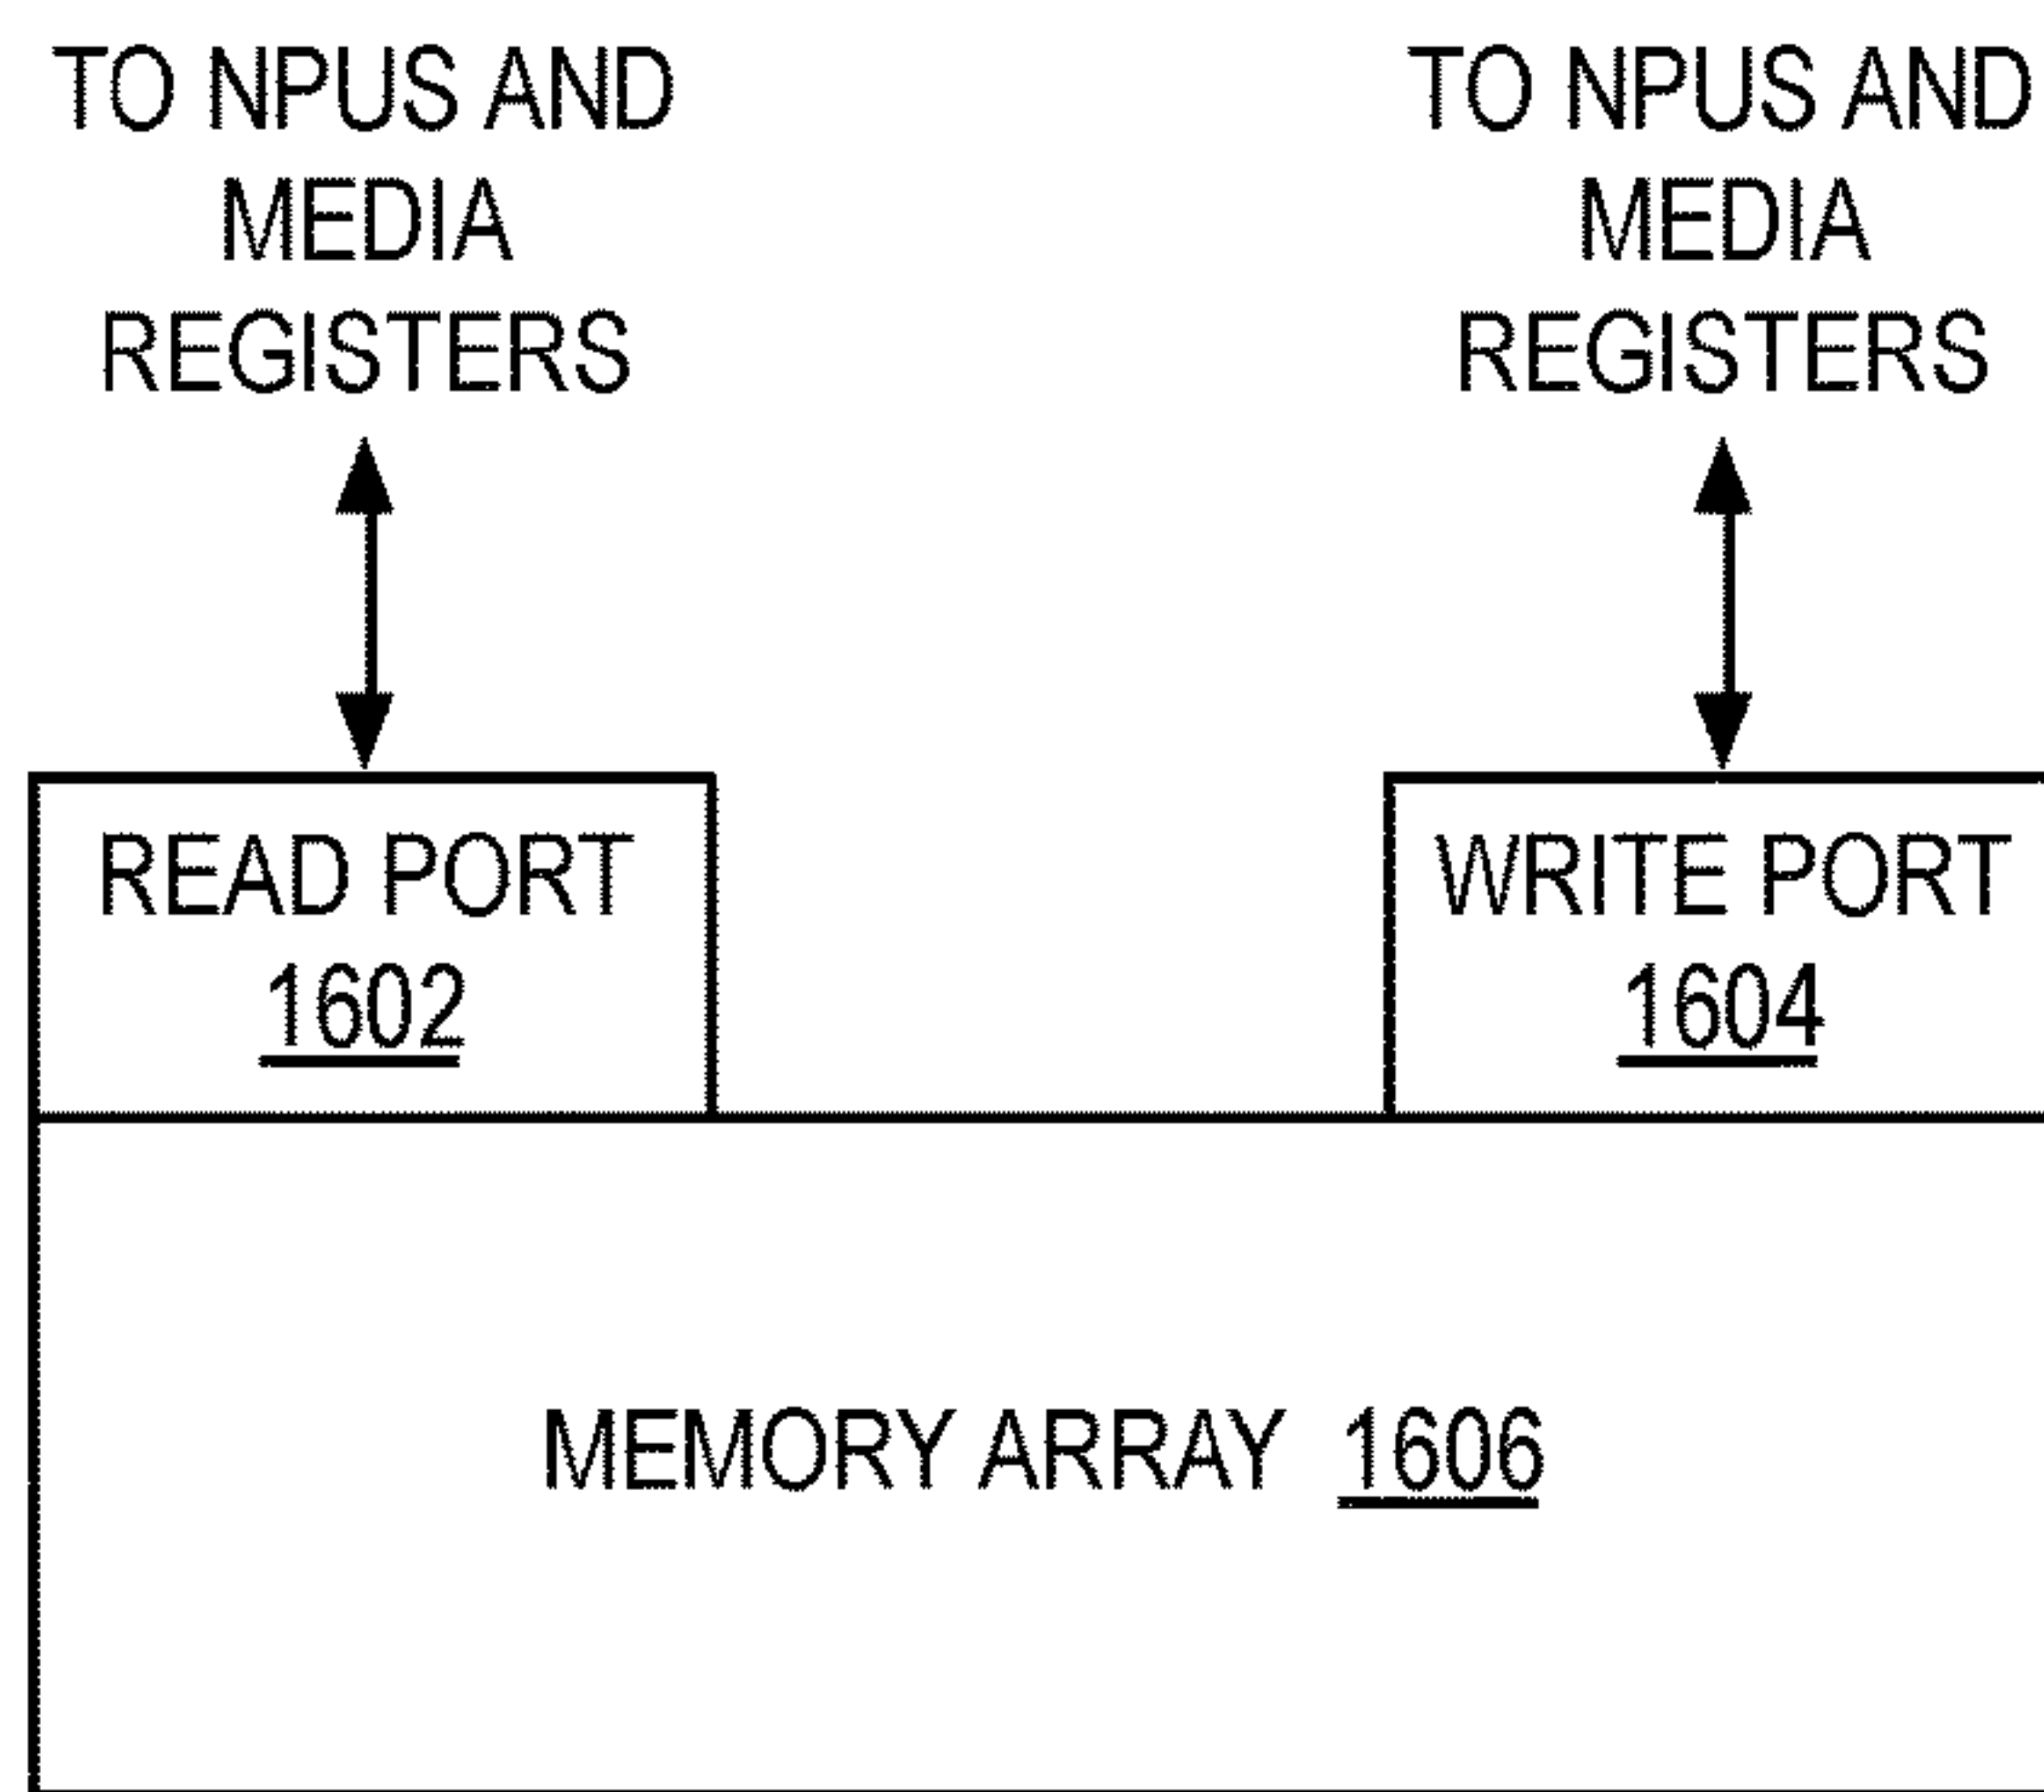 TO NPUS AND
MEDIA
REGISTERS
TO NPUS AND
MEDIA
REGISTERS
READ PORT
1602
WRITE PORT
1604
MEMORY ARRAY 1606